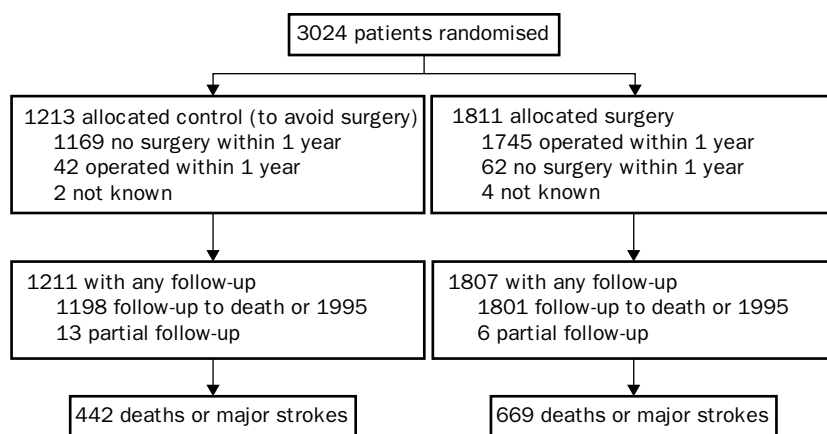 3024 patients randomised
1213 allocated control (to avoid surgery)
1169 no surgery within 1 year
42 operated within 1 year
2 not known
1811 allocated surgery
1745 operated within 1 year
62 no surgery within 1 year
4 not known
1211 with any follow-up
1198 follow-up to death or 1995
13 partial follow-up
1807 with any follow-up
1801 follow-up to death or 1995
6 partial follow-up
442 deaths or major strokes
669 deaths or major strokes